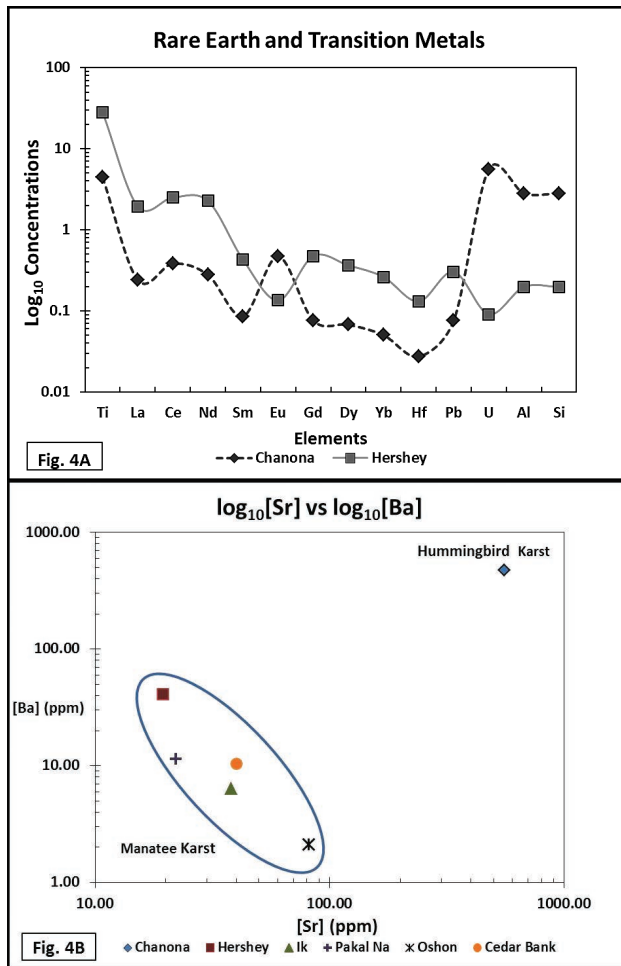 Rare Earth and Transition Metals
100
10
1
0.1
0.01
Log10 Concentrations
Ti La Ce Nd Sm Eu Gd Dy Yb Hf Pb U Al Si
Elements
Fig. 4A
Chanona Hershey
log10[Sr] vs log10[Ba]
1000.00
Hummingbird Karst
100.00
[Ba] (ppm)
10.00
Manatee Karst
1.00
10.00 100.00 1000.00
[Sr] (ppm)
Fig. 4B
Chanona Hershey Ik Pakal Na Oshon Cedar Bank